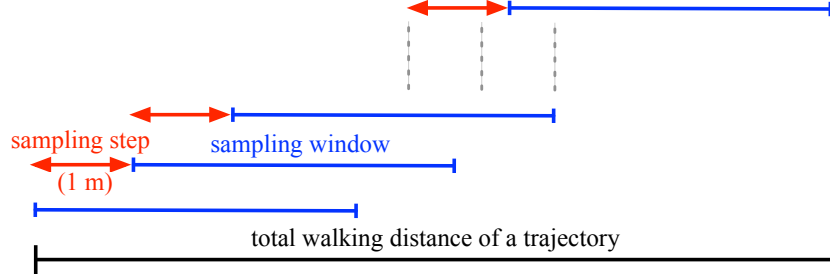 sampling step
sampling window
(1 m)
total walking distance of a trajectory